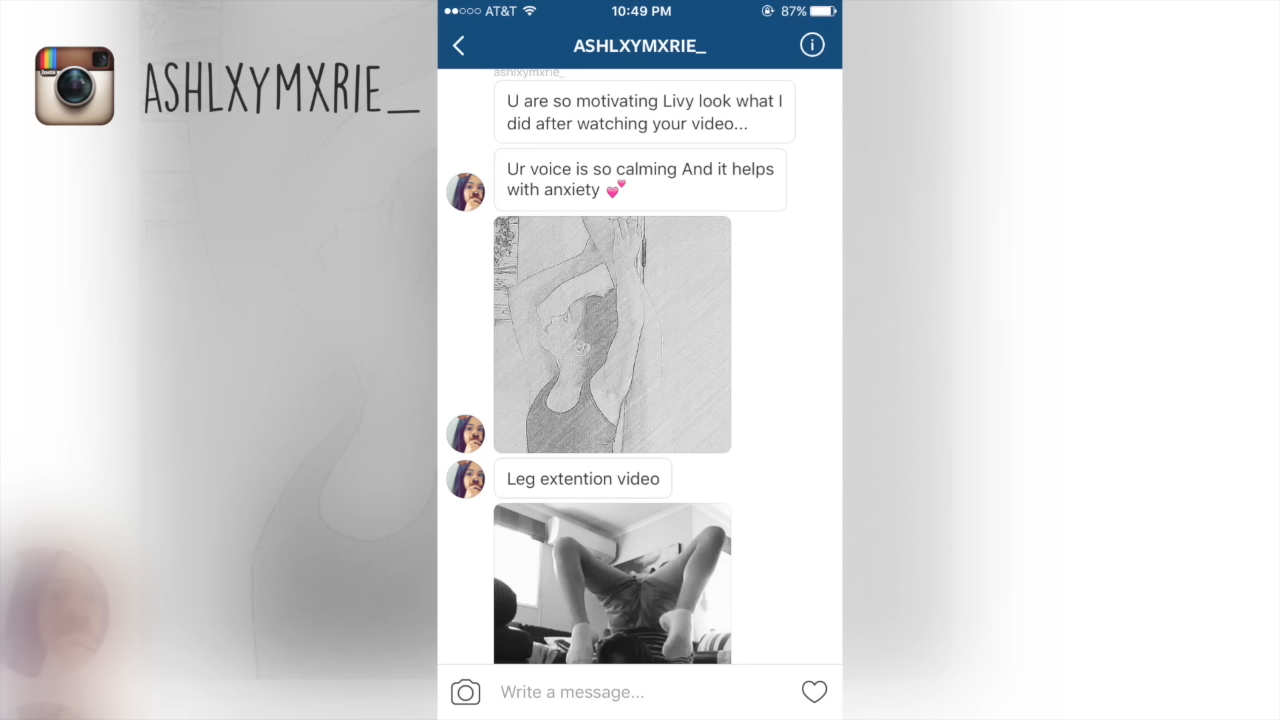 AT&T 10:49 PM 87%
ASHLXYMXRIE_
ASHLXYMXRIE_
ashlxymxrie_
U are so motivating Livy look what I
did after watching your video...
Ur voice is so calming And it helps
with anxiety 💕
Leg extention video
Write a message...